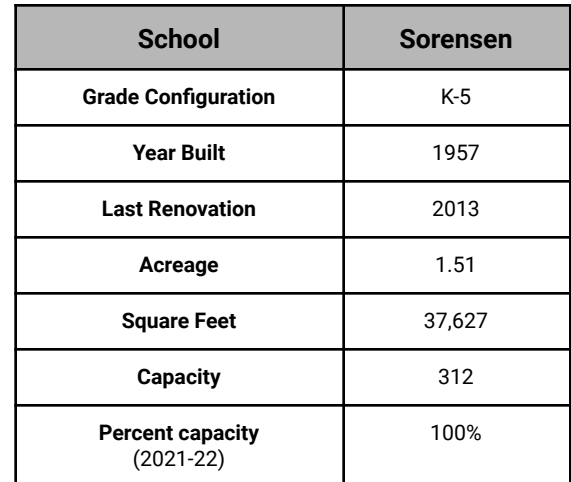 School Sorensen
Grade Configuration K-5
Year Built 1957
Last Renovation 2013
Acreage 1.51
Square Feet 37,627
Capacity 312
Percent capacity 100%
(2021-22)